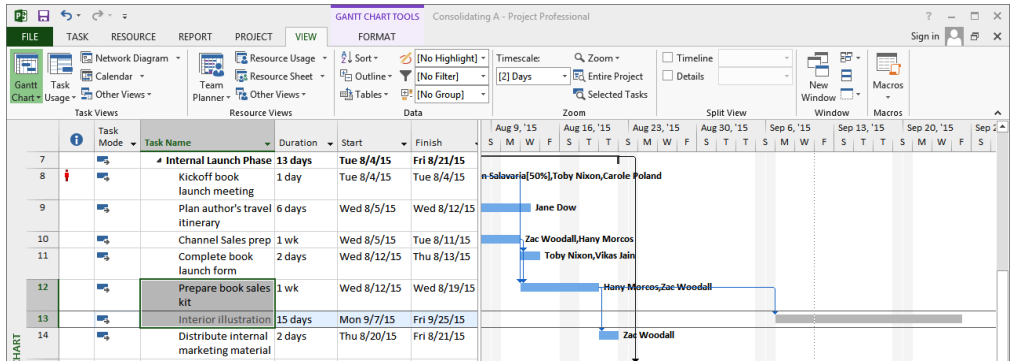 GANTT CHART TOOLS Consolidating A - Project Professional ?
FILE TASK RESOURCE REPORT PROJECT VIEW FORMAT Sign in
Gantt Chart
Task Usage
Network Diagram
Calendar
Other Views
Task Views
Team Planner
Resource Usage
Resource Sheet
Other Views
Resource Views
Sort
Outline
Tables
[No Highlight]
[No Filter]
[No Group]
Data
Timescale:
[2] Days
Zoom
Entire Project
Selected Tasks
Zoom
Timeline
Details
Split View
New Window
Window
Macros
Macros
Task Mode Task Name Duration Start Finish
Aug 9, '15 Aug 16, '15 Aug 23, '15 Aug 30, '15 Sep 6, '15 Sep 13, '15 Sep 20, '15 Sep 2
S M W F S T T S M W F S T T S M W F S T T S
7 Internal Launch Phase 13 days Tue 8/4/15 Fri 8/21/15
8 Kickoff book launch meeting 1 day Tue 8/4/15 Tue 8/4/15 n Salavaria[50%],Toby Nixon,Carole Poland
9 Plan author's travel itinerary 6 days Wed 8/5/15 Wed 8/12/15 Jane Dow
10 Channel Sales prep 1 wk Wed 8/5/15 Tue 8/11/15 Zac Woodall,Hany Morcos
11 Complete book launch form 2 days Wed 8/12/15 Thu 8/13/15 Toby Nixon,Vikas Jain
12 Prepare book sales kit 1 wk Wed 8/12/15 Wed 8/19/15 Hany Morcos,Zac Woodall
13 Interior illustration 15 days Mon 9/7/15 Fri 9/25/15
14 Distribute internal marketing material 2 days Thu 8/20/15 Fri 8/21/15 Zac Woodall
CHART